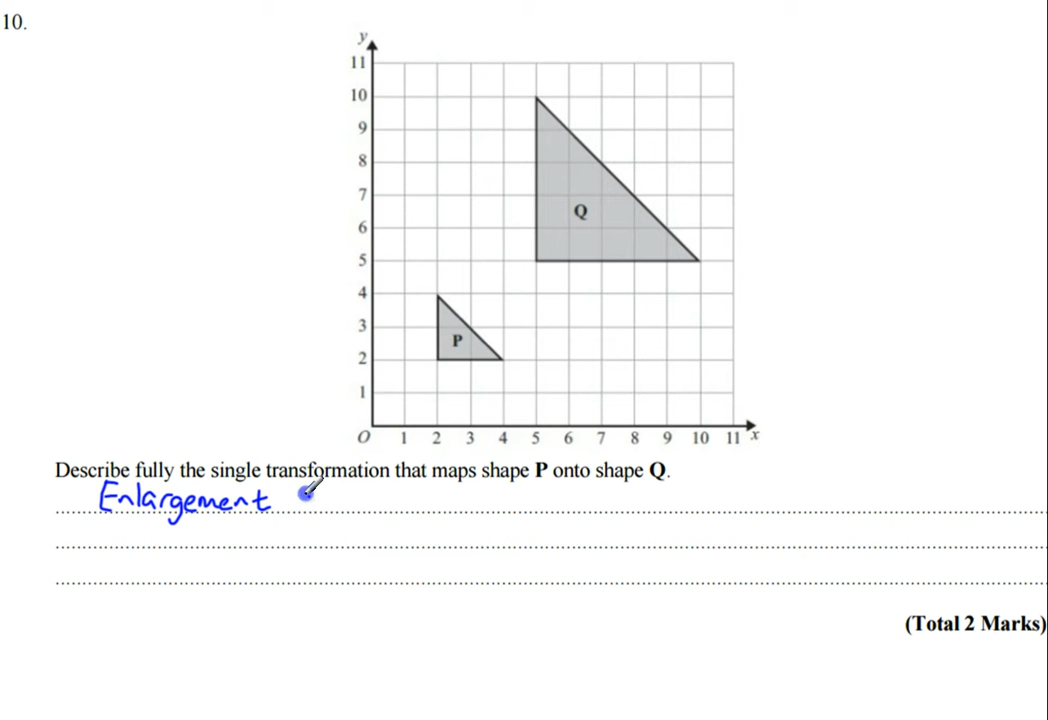 10.
y
11
10
9
8
7
6
5
4
3
2
1
Q
P
O 1 2 3 4 5 6 7 8 9 10 11 x
Describe fully the single transformation that maps shape P onto shape Q.
Enlargement
(Total 2 Marks)